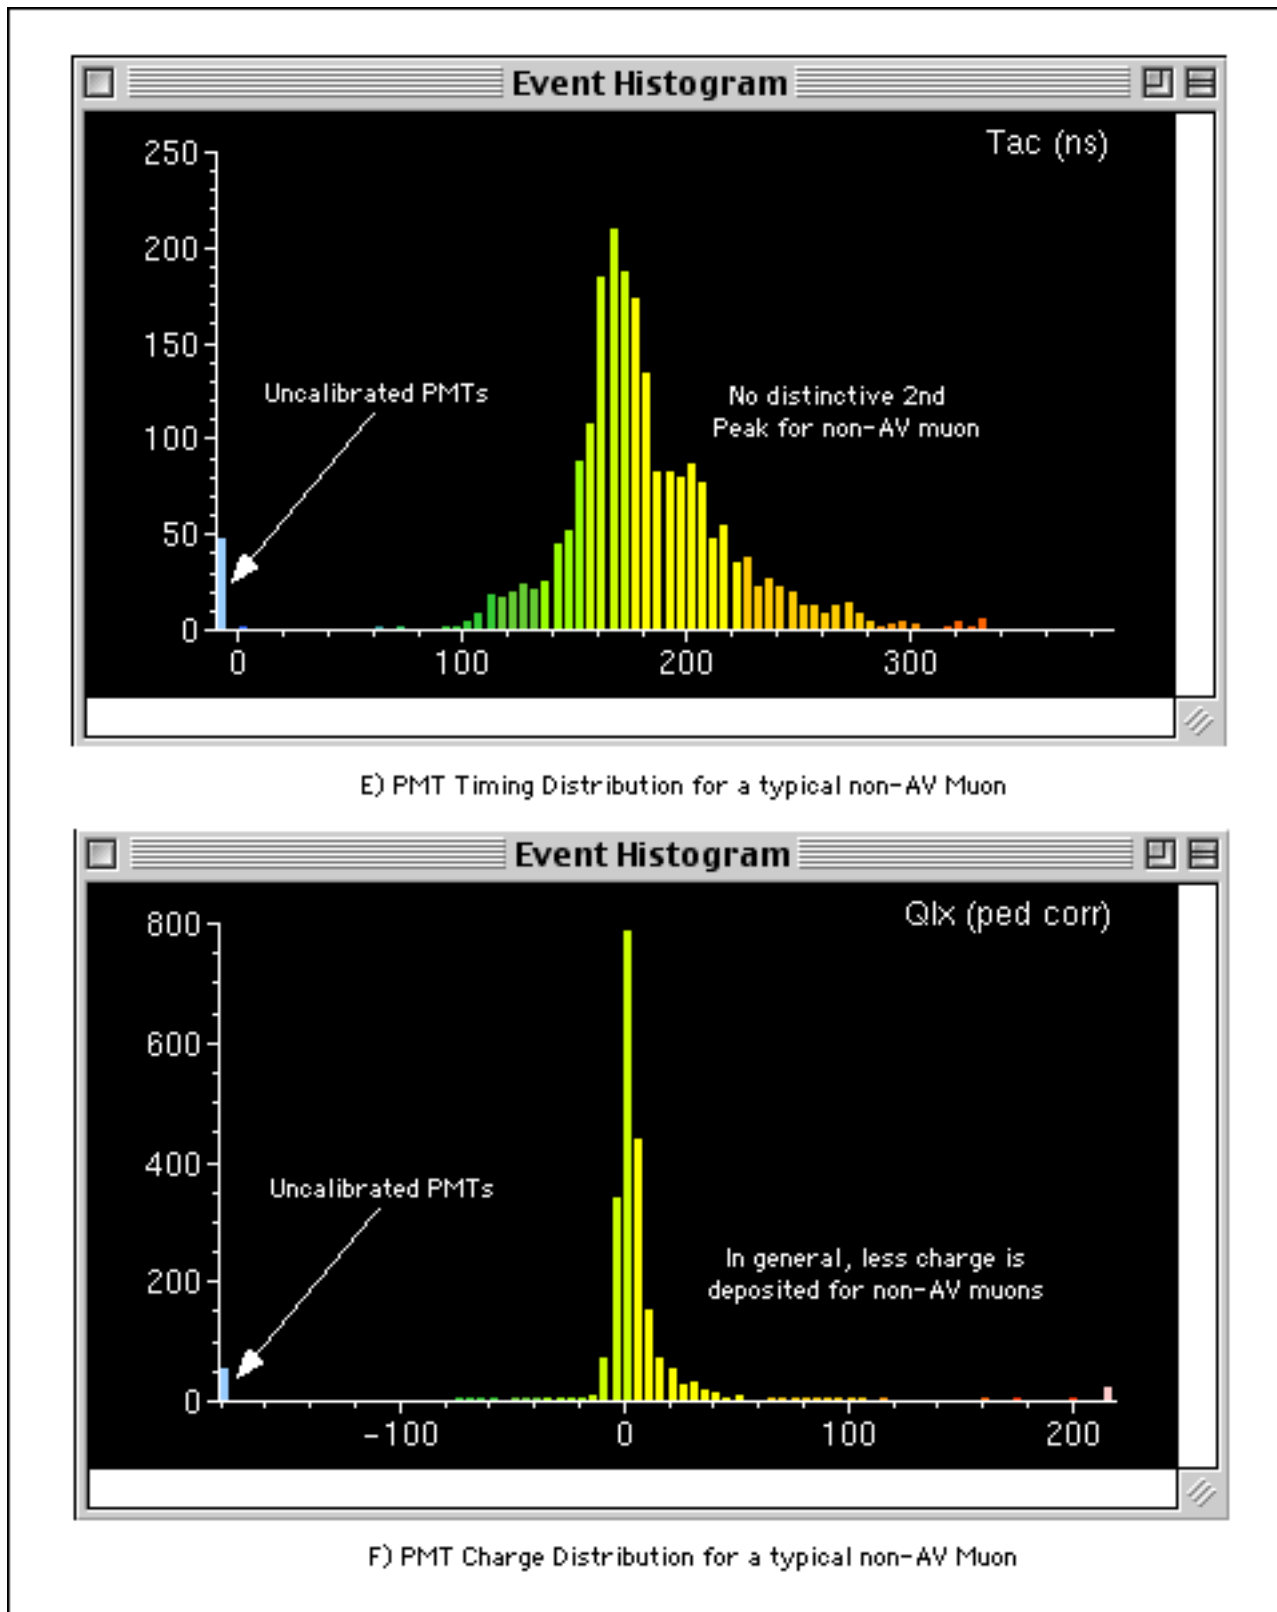 Event Histogram
Tac (ns)
250
200
150
100
50
0
Uncalibrated PMTs
No distinctive 2nd
Peak for non-AV muon
0 100 200 300
E) PMT Timing Distribution for a typical non-AV Muon
Event Histogram
Qlx (ped corr)
800
600
400
200
0
Uncalibrated PMTs
In general, less charge is
deposited for non-AV muons
-100 0 100 200
F) PMT Charge Distribution for a typical non-AV Muon